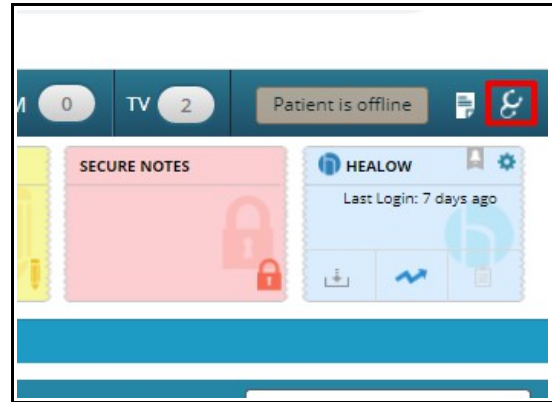 M 0 TV 2 Patient is offline
SECURE NOTES
HEALOW
Last Login: 7 days ago